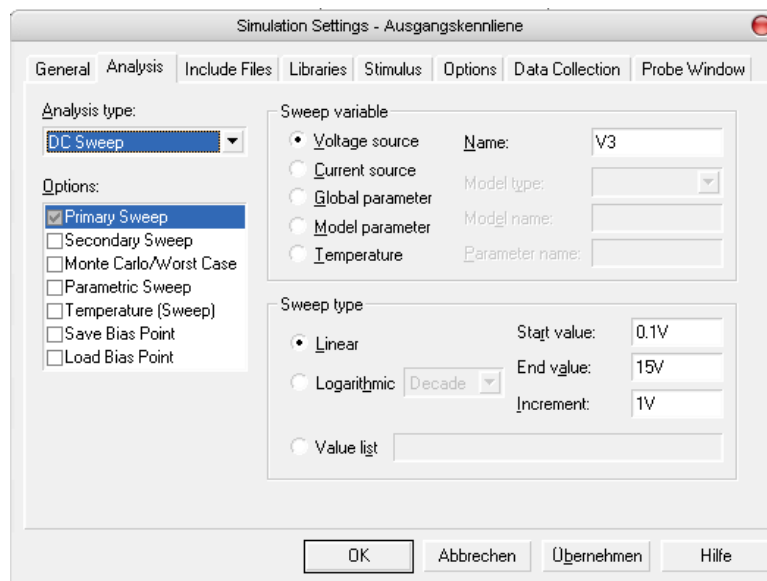 Simulation Settings - Ausgangskennliene
General Analysis Include Files Libraries Stimulus Options Data Collection Probe Window
Analysis type:
DC Sweep
Options:
Primary Sweep
Secondary Sweep
Monte Carlo/Worst Case
Parametric Sweep
Temperature (Sweep)
Save Bias Point
Load Bias Point
Sweep variable
Voltage source
Current source
Global parameter
Model parameter
Temperature
Name: V3
Model type:
Model name:
Parameter name:
Sweep type
Linear
Logarithmic Decade
Value list
Start value: 0.1V
End value: 15V
Increment: 1V
OK Abbrechen Übernehmen Hilfe